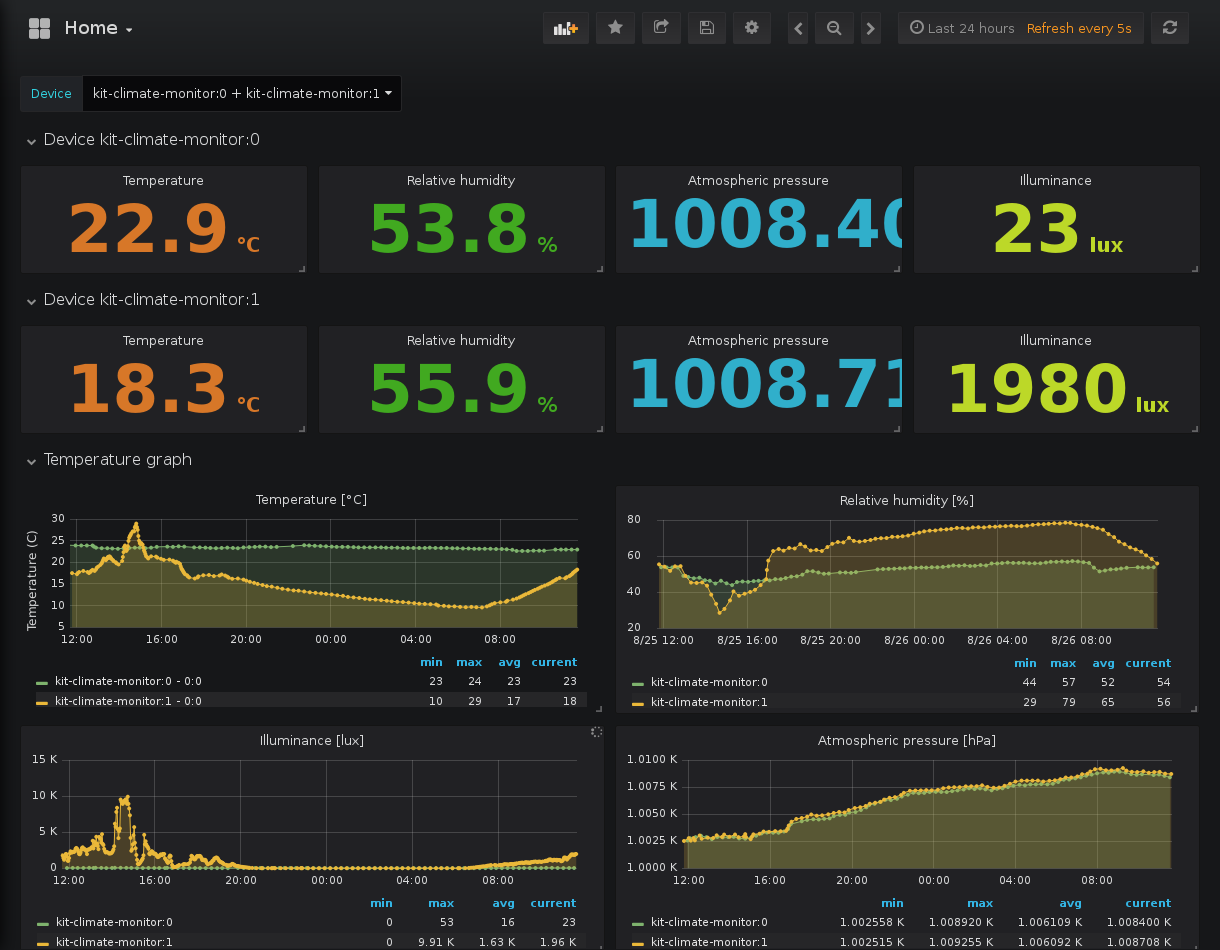 Home
Last 24 hours Refresh every 5s
Device kit-climate-monitor:0 + kit-climate-monitor:1
Device kit-climate-monitor:0
Temperature Relative humidity Atmospheric pressure Illuminance
22.9 °C 53.8 % 1008.40 23 lux
Device kit-climate-monitor:1
Temperature Relative humidity Atmospheric pressure Illuminance
18.3 °C 55.9 % 1008.71 1980 lux
Temperature graph
Temperature [°C]
Temperature (C)
30
25
20
15
10
5
12:00 16:00 20:00 00:00 04:00 08:00
min max avg current
kit-climate-monitor:0 - 0:0 23 24 23 23
kit-climate-monitor:1 - 0:0 10 29 17 18
Relative humidity [%]
80
60
40
20
8/25 12:00 8/25 16:00 8/25 20:00 8/26 00:00 8/26 04:00 8/26 08:00
min max avg current
kit-climate-monitor:0 44 57 52 54
kit-climate-monitor:1 29 79 65 56
Illuminance [lux]
15 K
10 K
5 K
0
12:00 16:00 20:00 00:00 04:00 08:00
min max avg current
kit-climate-monitor:0 0 53 16 23
kit-climate-monitor:1 0 9.91 K 1.63 K 1.96 K
Atmospheric pressure [hPa]
1.0100 K
1.0075 K
1.0050 K
1.0025 K
1.0000 K
12:00 16:00 20:00 00:00 04:00 08:00
min max avg current
kit-climate-monitor:0 1.002558 K 1.008920 K 1.006109 K 1.008400 K
kit-climate-monitor:1 1.002515 K 1.009255 K 1.006092 K 1.008708 K